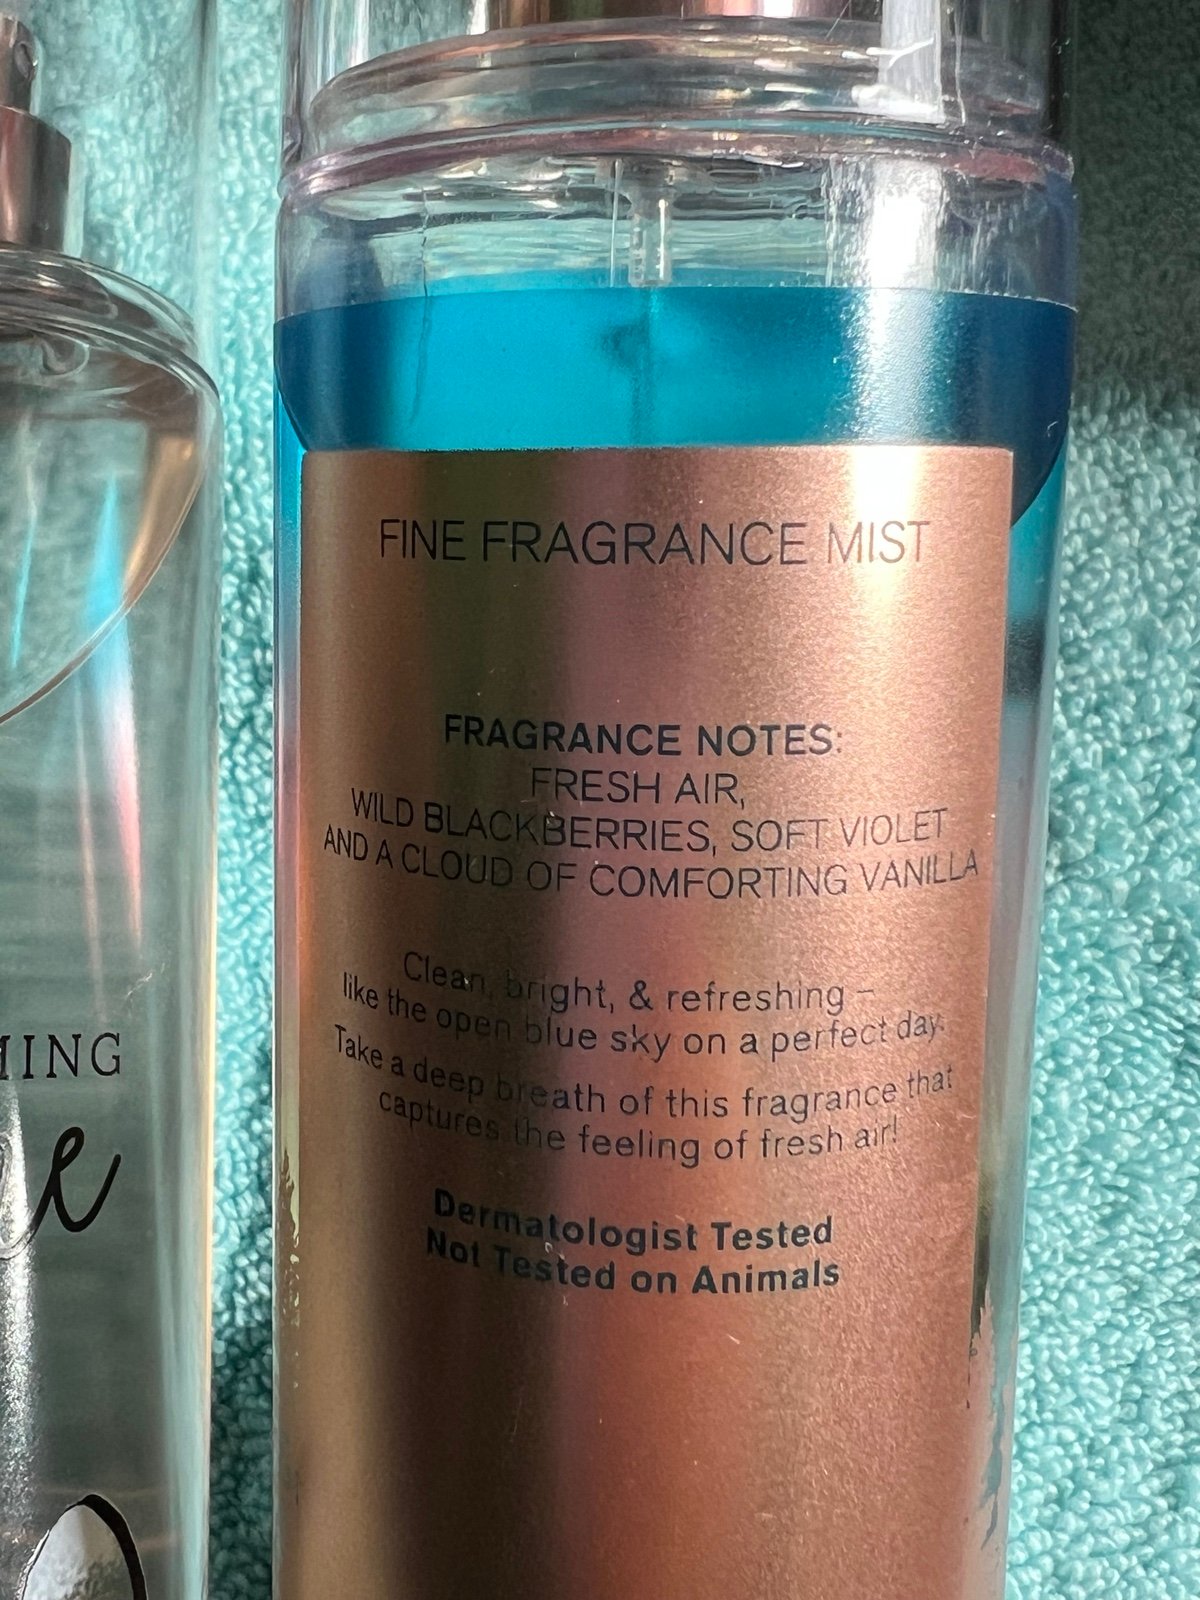 FINE FRAGRANCE MIST
FRAGRANCE NOTES:
FRESH AIR,
WILD BLACKBERRIES, SOFT VIOLET
AND A CLOUD OF COMFORTING VANILLA
Clean, bright, & refreshing –
like the open blue sky on a perfect day.
Take a deep breath of this fragrance that
captures the feeling of fresh air!
Dermatologist Tested
Not Tested on Animals